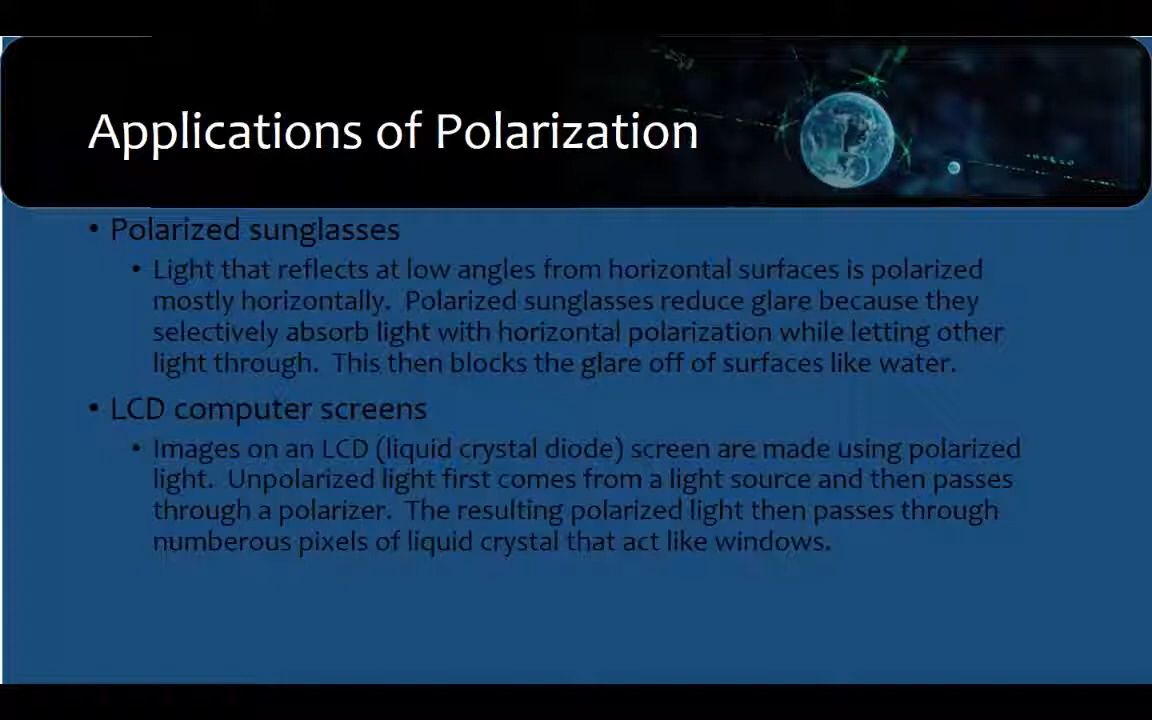 Applications of Polarization
• Polarized sunglasses
• Light that reflects at low angles from horizontal surfaces is polarized
mostly horizontally.  Polarized sunglasses reduce glare because they
selectively absorb light with horizontal polarization while letting other
light through.  This then blocks the glare off of surfaces like water.
• LCD computer screens
• Images on an LCD (liquid crystal diode) screen are made using polarized
light.  Unpolarized light first comes from a light source and then passes
through a polarizer.  The resulting polarized light then passes through
numberous pixels of liquid crystal that act like windows.